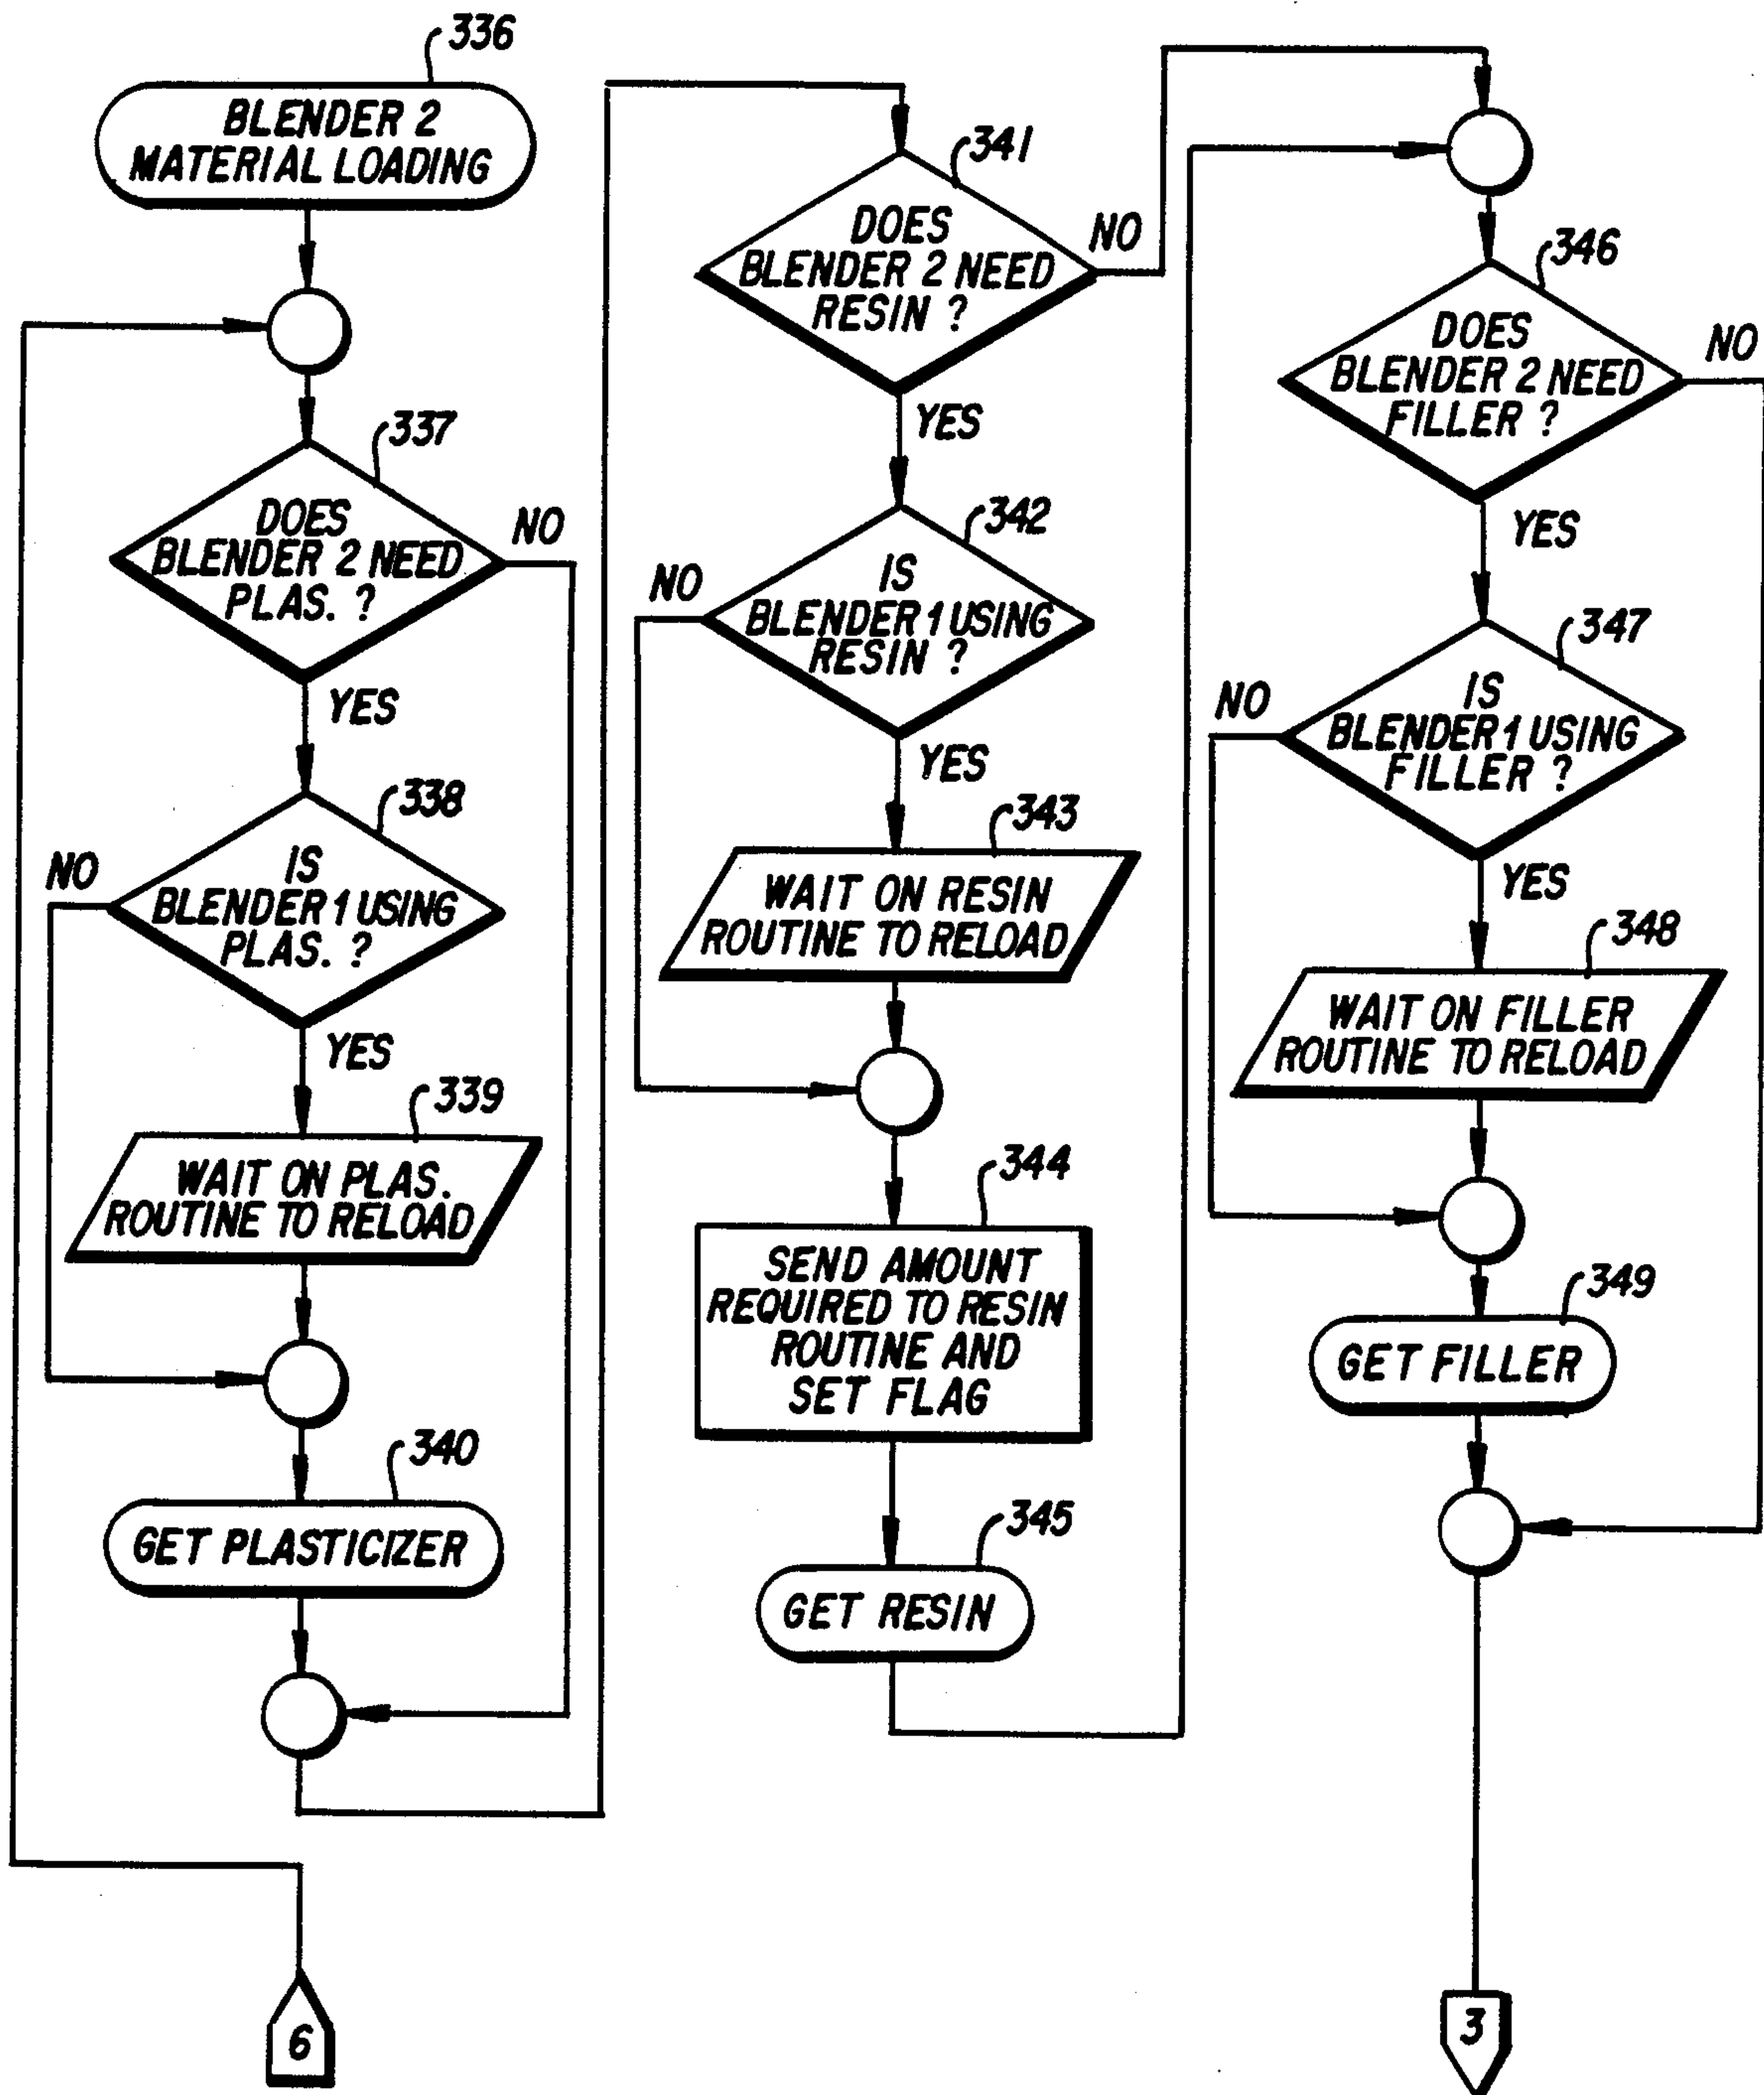 336
BLENDER 2
MATERIAL LOADING
337
DOES
BLENDER 2 NEED
PLAS. ?
NO
YES
338
IS
BLENDER 1 USING
PLAS. ?
NO
YES
339
WAIT ON PLAS.
ROUTINE TO RELOAD
340
GET PLASTICIZER
6
341
DOES
BLENDER 2 NEED
RESIN ?
NO
YES
342
IS
BLENDER 1 USING
RESIN ?
NO
YES
343
WAIT ON RESIN
ROUTINE TO RELOAD
344
SEND AMOUNT
REQUIRED TO RESIN
ROUTINE AND
SET FLAG
345
GET RESIN
346
DOES
BLENDER 2 NEED
FILLER ?
NO
YES
347
IS
BLENDER 1 USING
FILLER ?
NO
YES
348
WAIT ON FILLER
ROUTINE TO RELOAD
349
GET FILLER
3